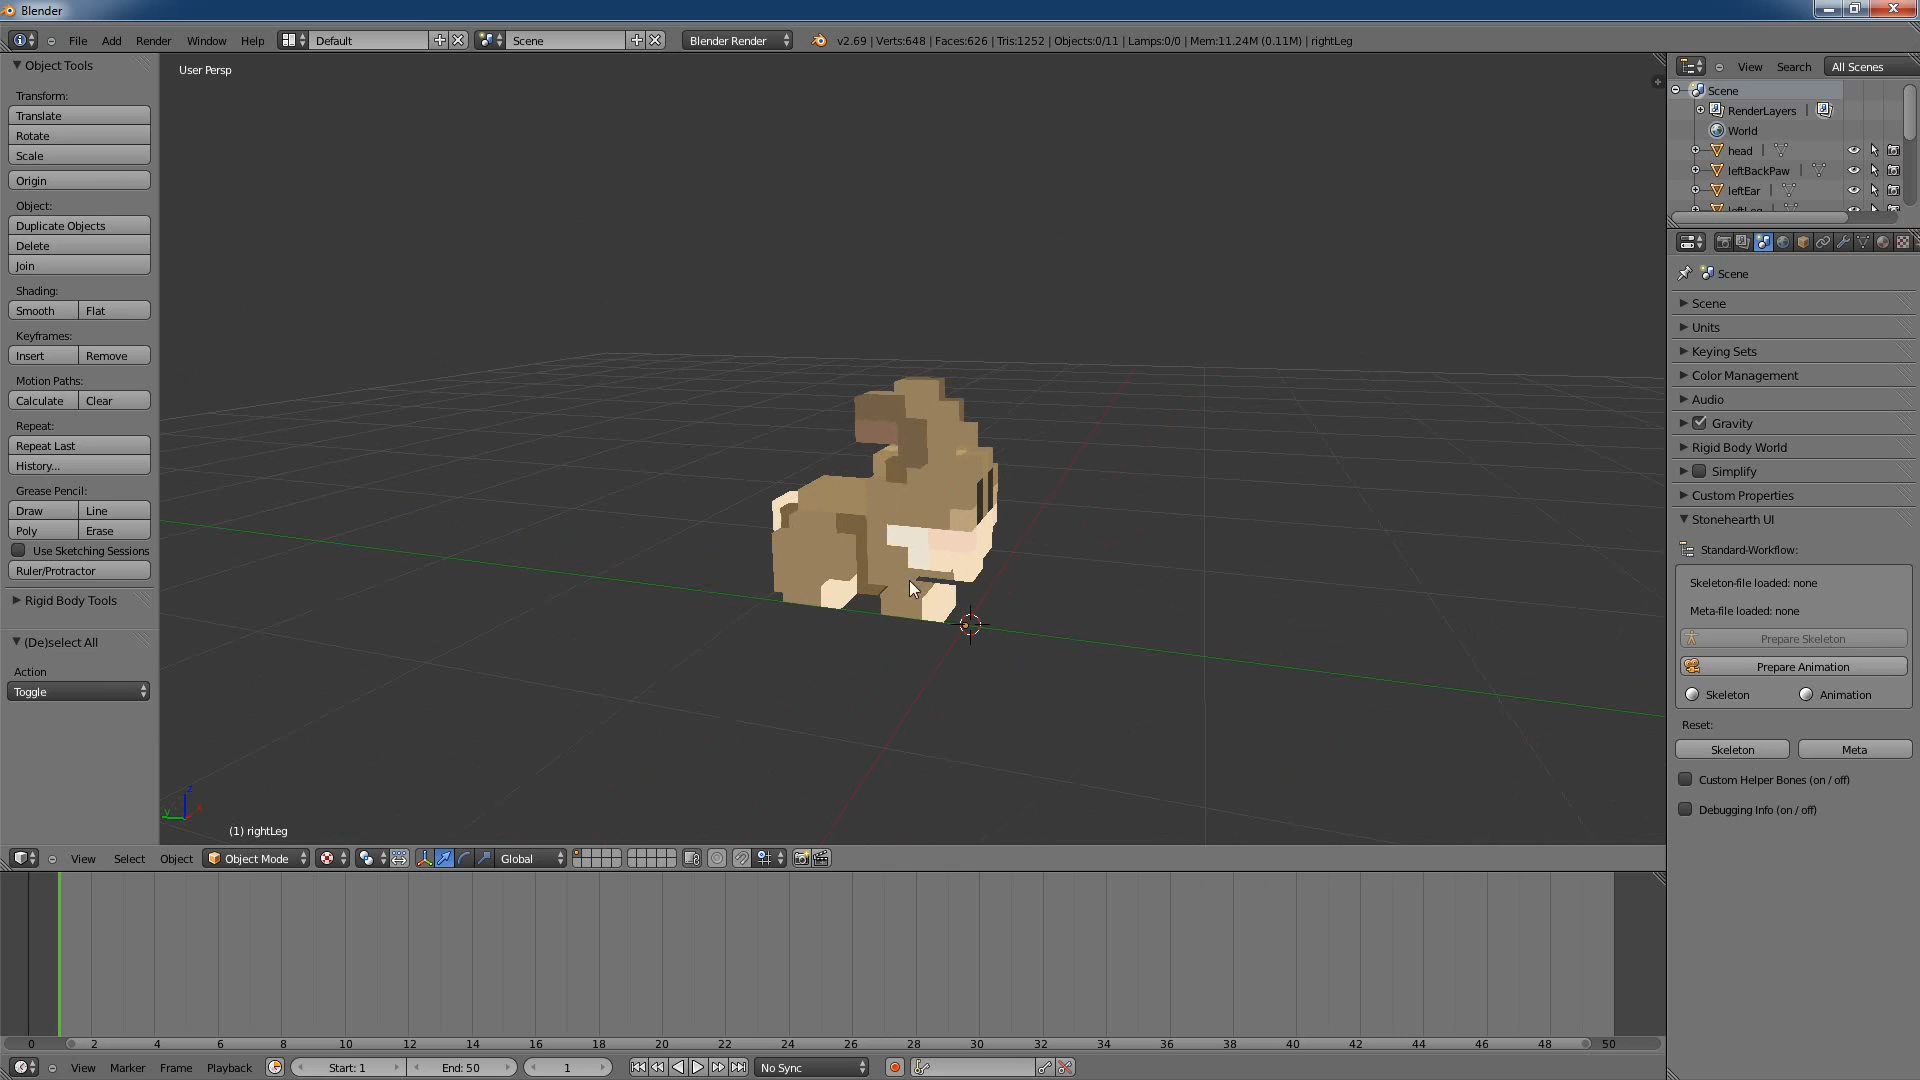 Blender
File Add Render Window Help Default Scene Blender Render v2.69 | Verts:648 | Faces:626 | Tris:1252 | Objects:0/11 | Lamps:0/0 | Mem:11.24M (0.11M) | rightLeg
Object Tools
Transform:
Translate
Rotate
Scale
Origin
Object:
Duplicate Objects
Delete
Join
Shading:
Smooth Flat
Keyframes:
Insert Remove
Motion Paths:
Calculate Clear
Repeat:
Repeat Last
History...
Grease Pencil:
Draw Line
Poly Erase
Use Sketching Sessions
Ruler/Protractor
Rigid Body Tools
(De)select All
Action
Toggle
User Persp
z
y
x
(1) rightLeg
View Search All Scenes
Scene
RenderLayers |
World
head |
leftBackPaw |
leftEar |
leftLeg |
Scene
Scene
Units
Keying Sets
Color Management
Audio
Gravity
Rigid Body World
Simplify
Custom Properties
Stonehearth UI
Standard-Workflow:
Skeleton-file loaded: none
Meta-file loaded: none
Prepare Skeleton
Prepare Animation
Skeleton Animation
Reset:
Skeleton Meta
Custom Helper Bones (on / off)
Debugging Info (on / off)
View Select Object Object Mode Global
0 2 4 6 8 10 12 14 16 18 20 22 24 26 28 30 32 34 36 38 40 42 44 46 48 50
View Marker Frame Playback Start: 1 End: 50 1 No Sync